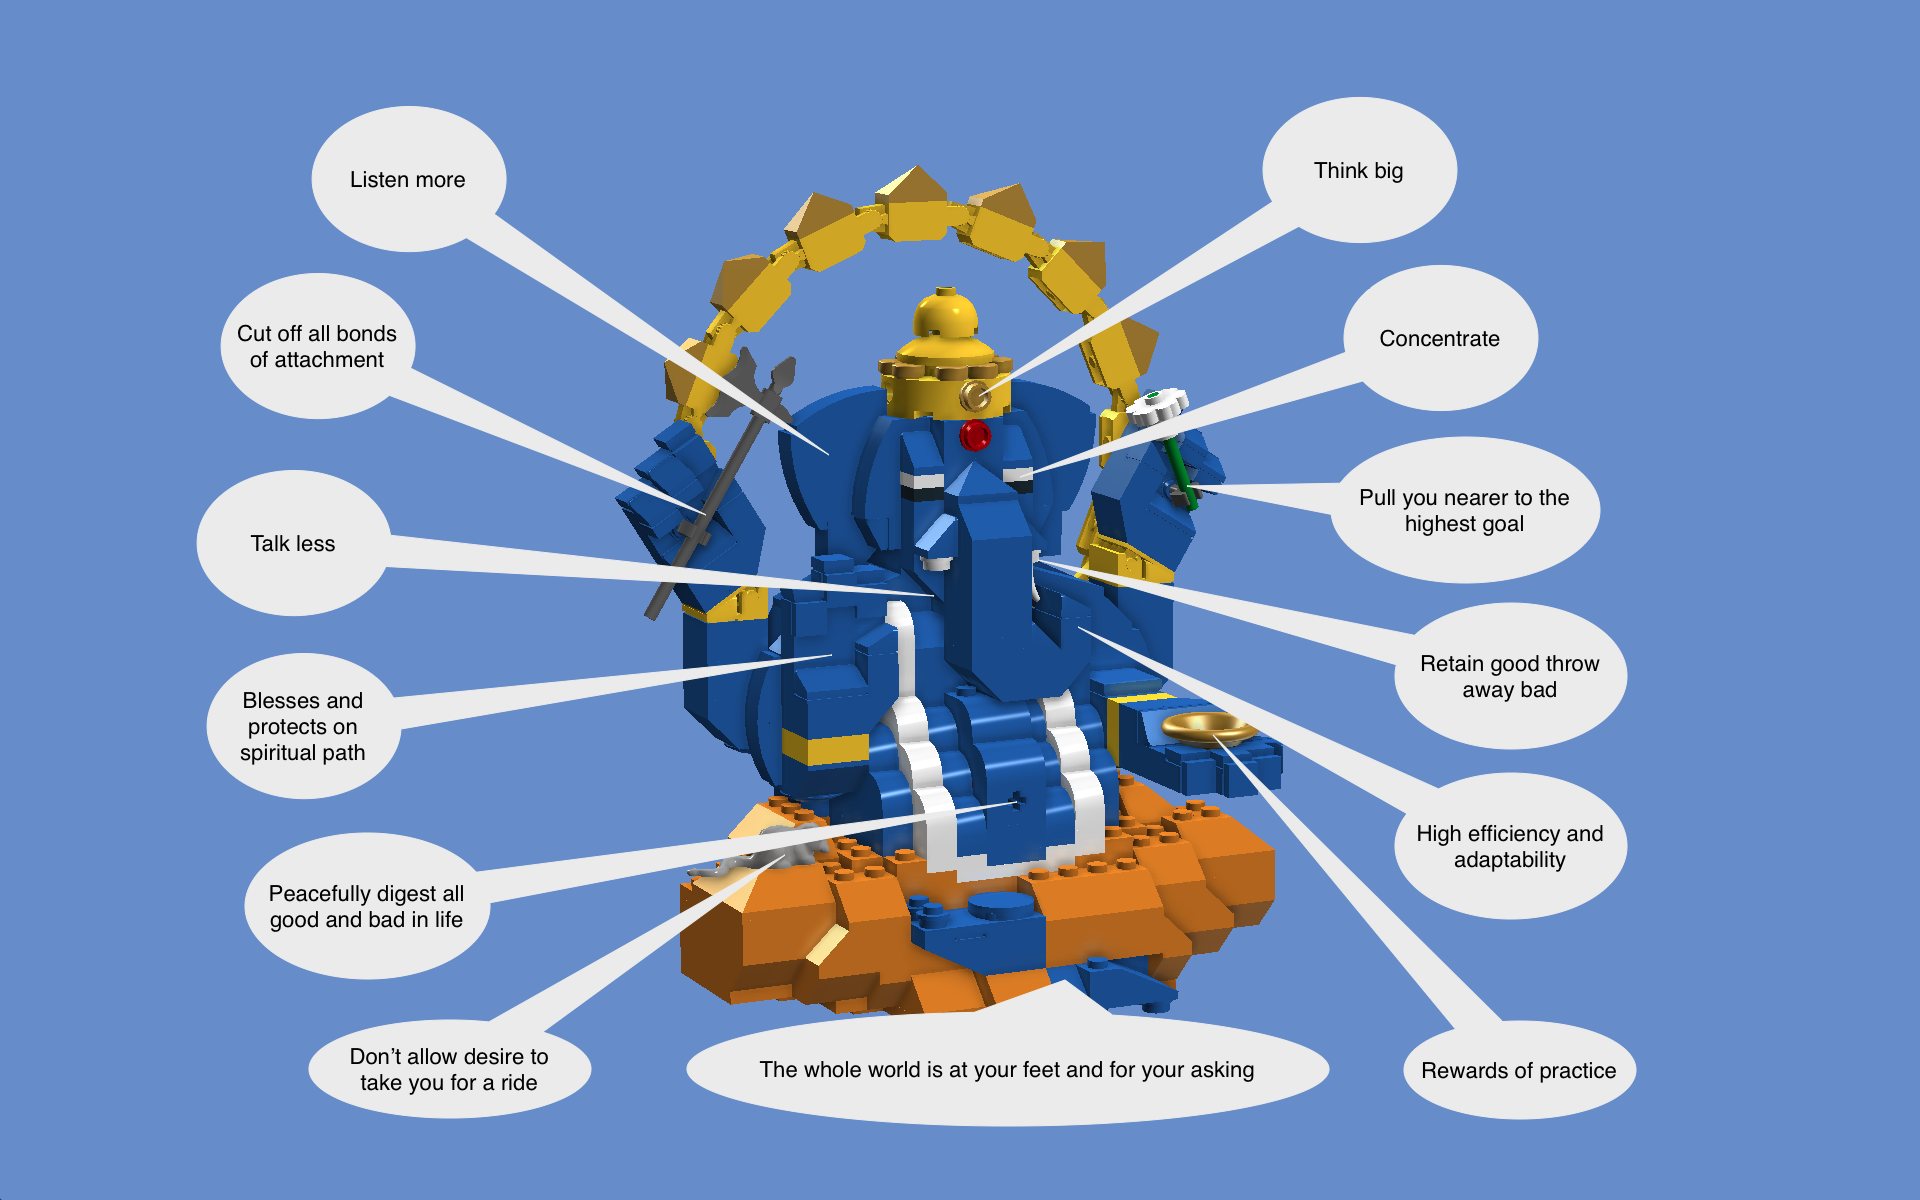 Listen more
Think big
Cut off all bonds
of attachment
Concentrate
Pull you nearer to the
highest goal
Talk less
Retain good throw
away bad
Blesses and
protects on
spiritual path
High efficiency and
adaptability
Peacefully digest all
good and bad in life
Don’t allow desire to
take you for a ride
The whole world is at your feet and for your asking
Rewards of practice